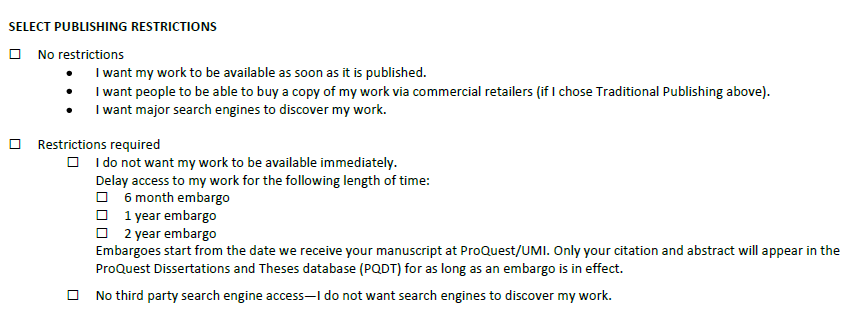 SELECT PUBLISHING RESTRICTIONS
☐ No restrictions
• I want my work to be available as soon as it is published.
• I want people to be able to buy a copy of my work via commercial retailers (if I chose Traditional Publishing above).
• I want major search engines to discover my work.
☐ Restrictions required
☐ I do not want my work to be available immediately.
Delay access to my work for the following length of time:
☐ 6 month embargo
☐ 1 year embargo
☐ 2 year embargo
Embargoes start from the date we receive your manuscript at ProQuest/UMI. Only your citation and abstract will appear in the
ProQuest Dissertations and Theses database (PQDT) for as long as an embargo is in effect.
☐ No third party search engine access—I do not want search engines to discover my work.